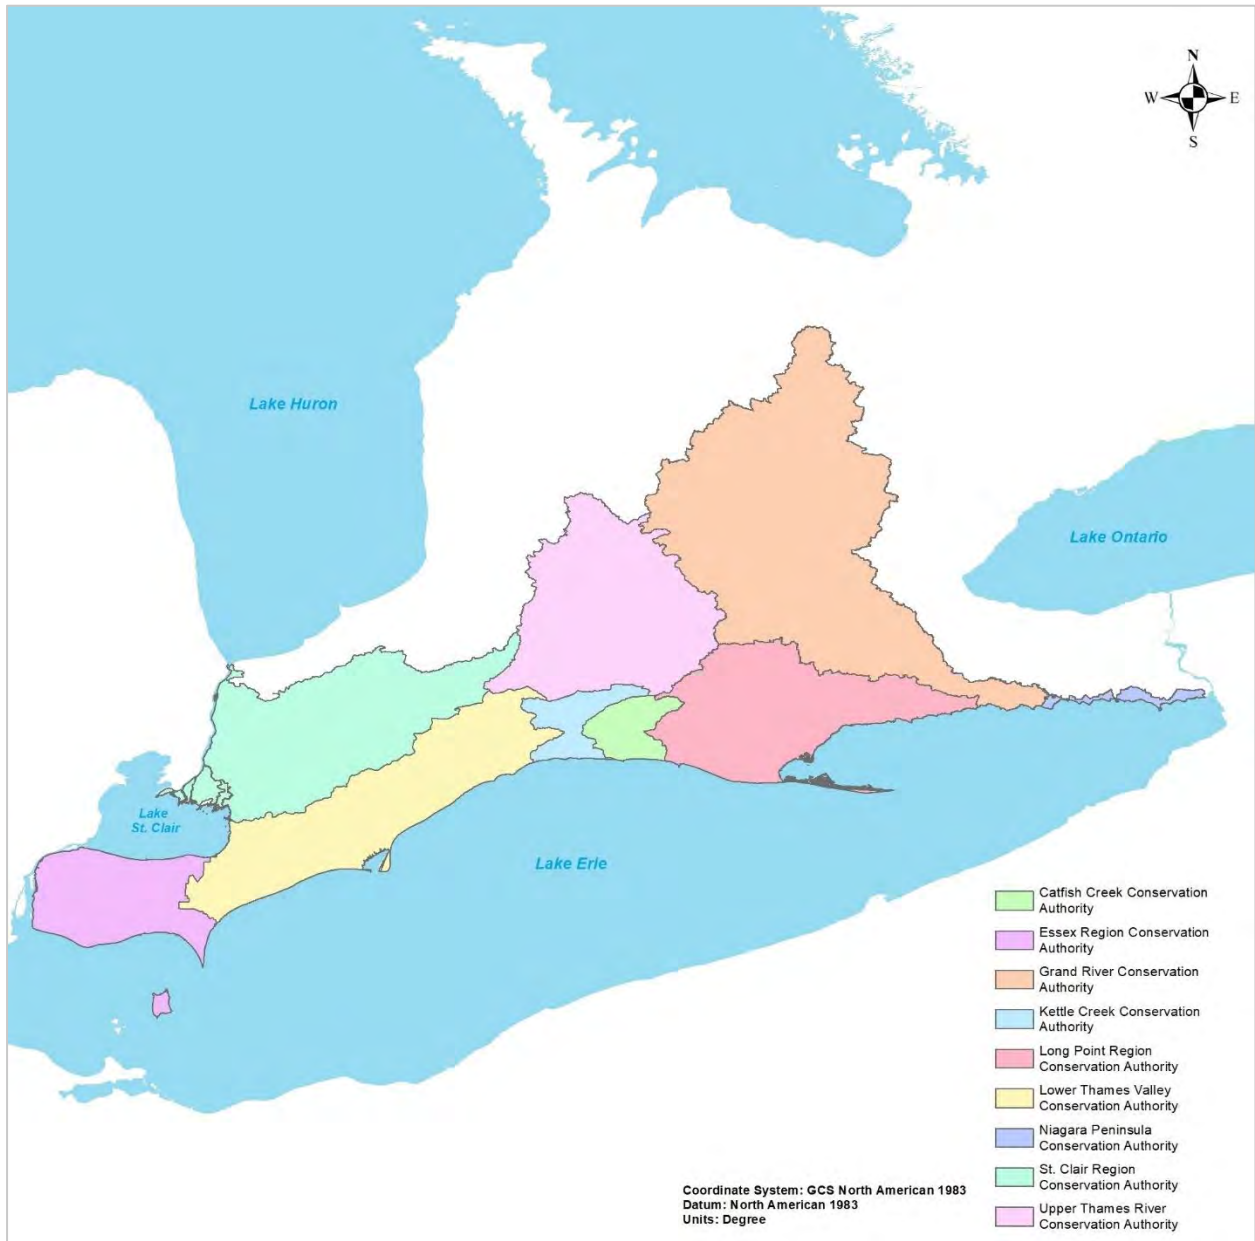 N
W E
S
Lake Huron
Lake Ontario
Lake
St. Clair
Lake Erie
Catfish Creek Conservation
Authority
Essex Region Conservation
Authority
Grand River Conservation
Authority
Kettle Creek Conservation
Authority
Long Point Region
Conservation Authority
Lower Thames Valley
Conservation Authority
Niagara Peninsula
Conservation Authority
St. Clair Region
Conservation Authority
Upper Thames River
Conservation Authority
Coordinate System: GCS North American 1983
Datum: North American 1983
Units: Degree